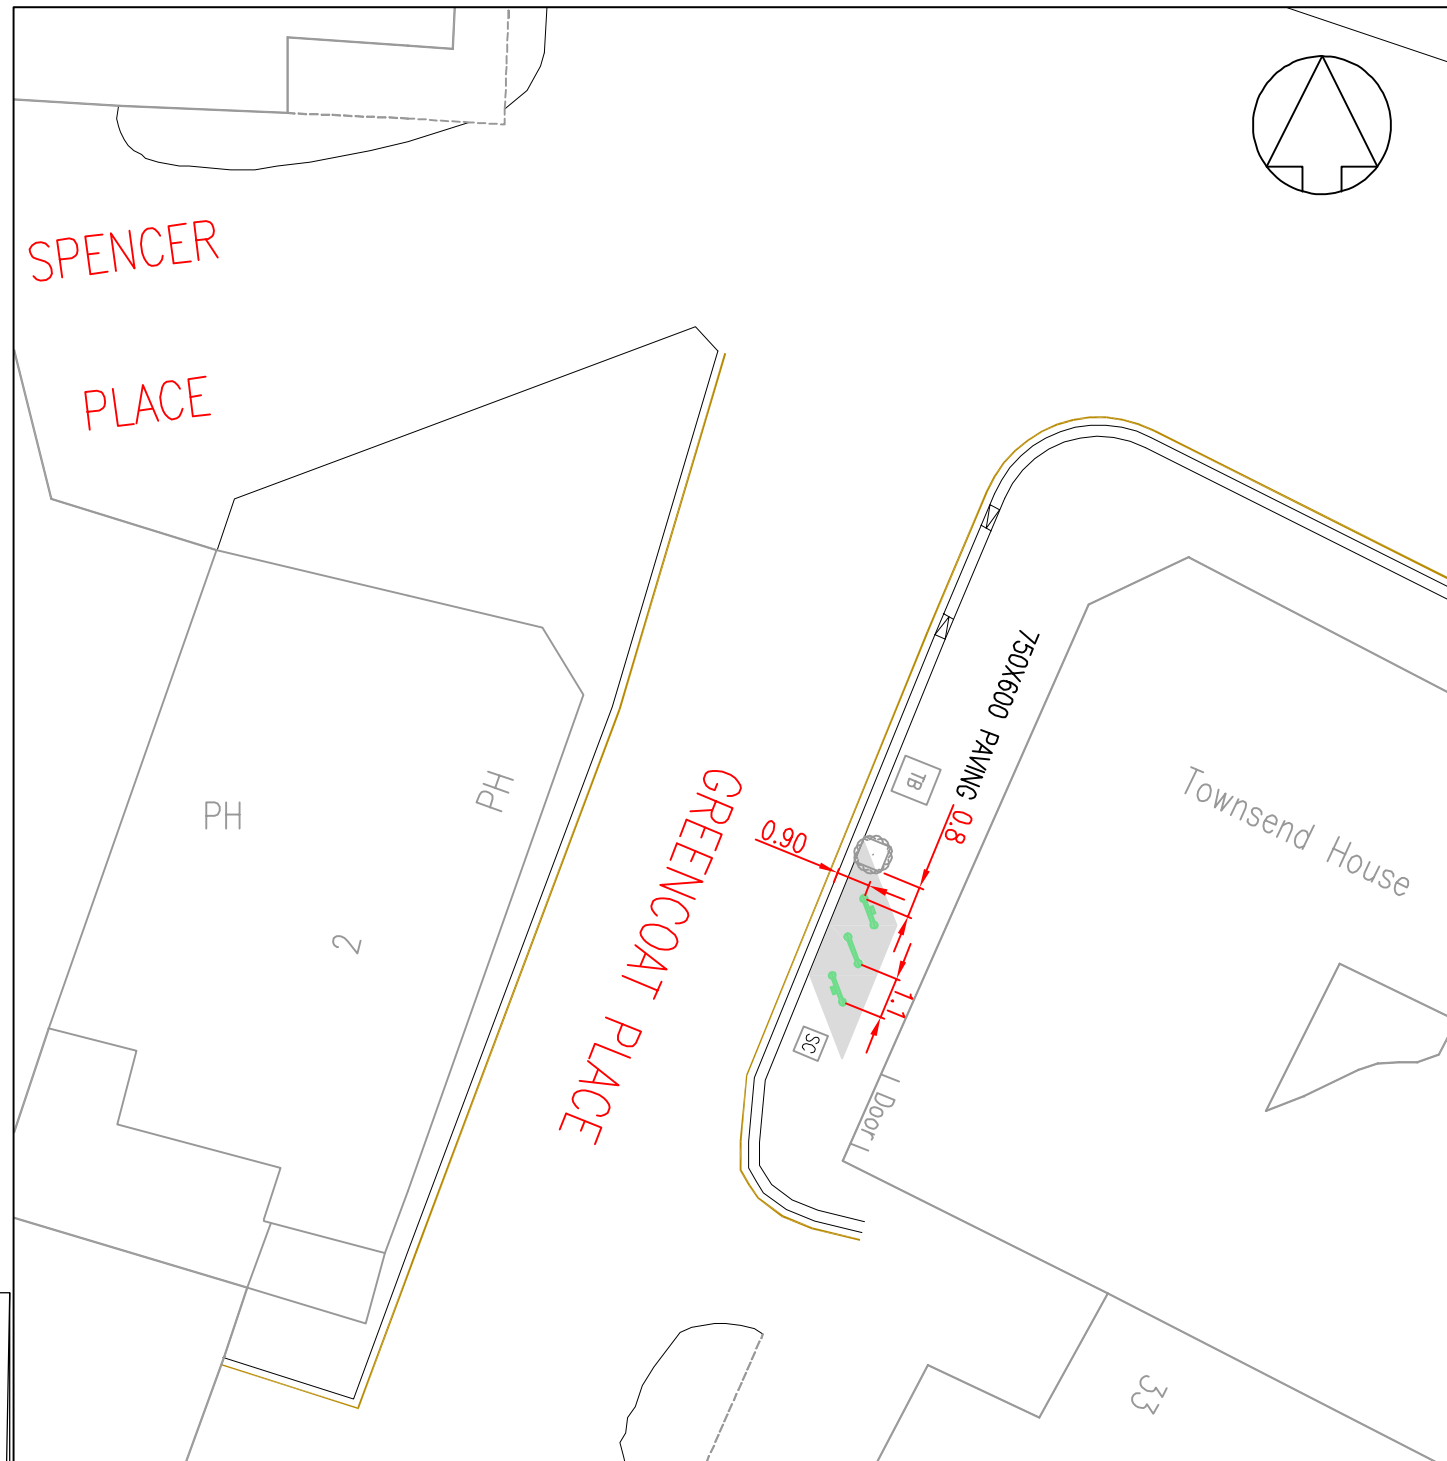 SPENCER
PLACE
750X600 PAVING
TB
0.8
0.90
Townsend House
GREENCOAT PLACE
PH
PH
2
1.1
SC
Door
33